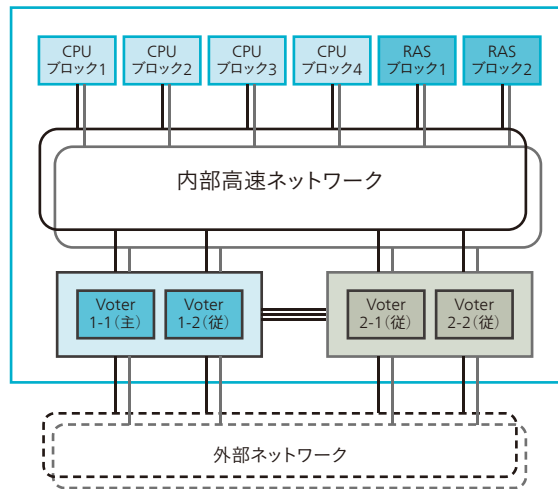 CPU
ブロック1
CPU
ブロック2
CPU
ブロック3
CPU
ブロック4
RAS
ブロック1
RAS
ブロック2
内部高速ネットワーク
Voter
1-1(主)
Voter
1-2(従)
Voter
2-1(従)
Voter
2-2(従)
外部ネットワーク